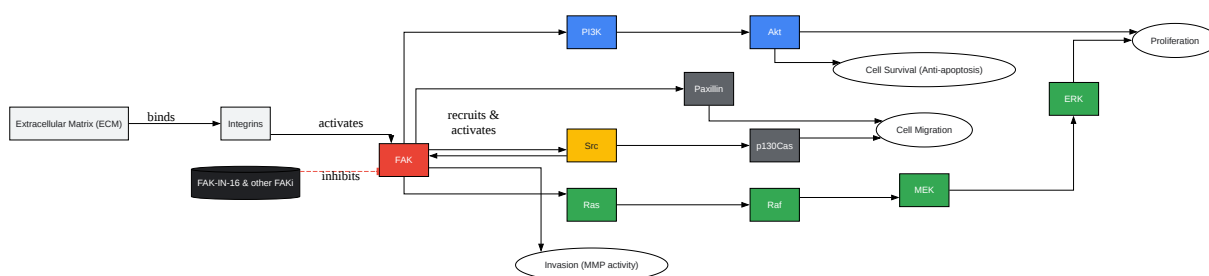 PI3K
Akt
Proliferation
Cell Survival (Anti-apoptosis)
Paxillin
ERK
Extracellular Matrix (ECM)
binds
Integrins
activates
recruits &
activates
Cell Migration
FAK
Src
p130Cas
FAK-IN-16 & other FAKi
inhibits
Ras
Raf
MEK
Invasion (MMP activity)